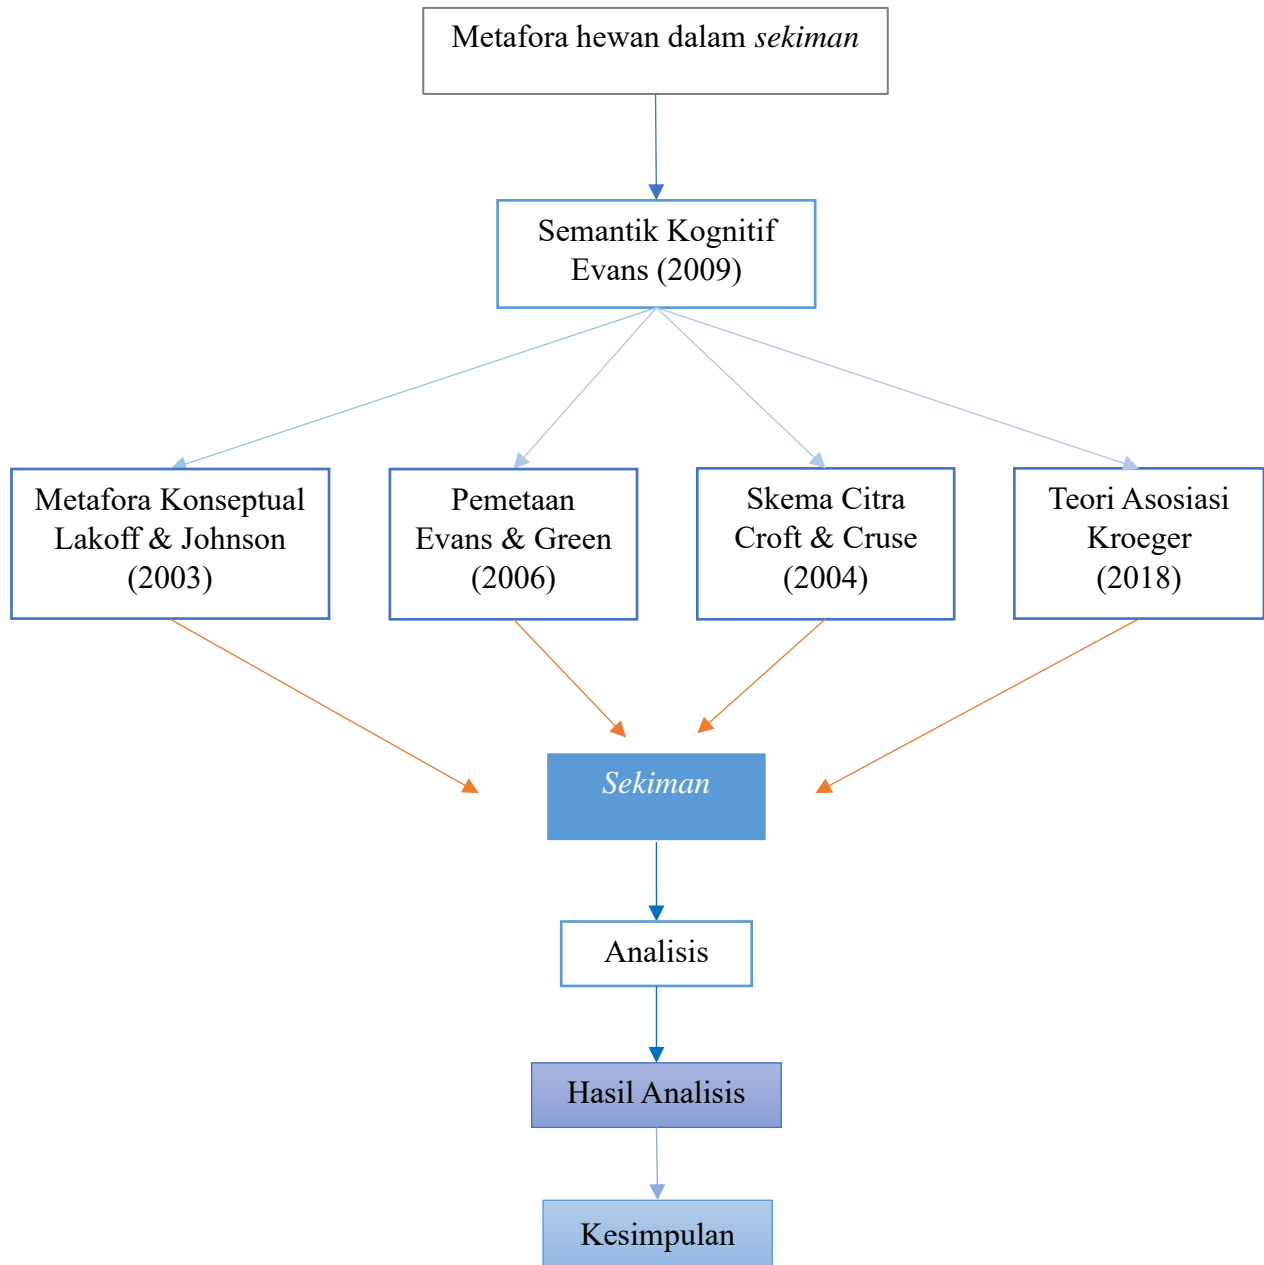 Metafora hewan dalam sekiman
Semantik Kognitif
Evans (2009)
Metafora Konseptual
Lakoff & Johnson
(2003)
Pemetaan
Evans & Green
(2006)
Skema Citra
Croft & Cruse
(2004)
Teori Asosiasi
Kroeger
(2018)
Sekiman
Analisis
Hasil Analisis
Kesimpulan